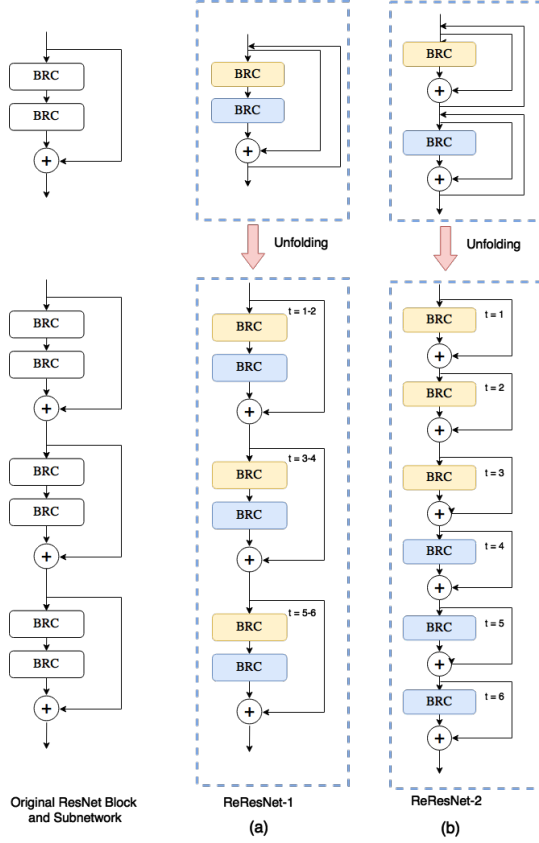 BRC
BRC
+
BRC
BRC
+
BRC
+
BRC
+
Unfolding
Unfolding
BRC
BRC
+
BRC
BRC
+
BRC
BRC
+
t = 1-2
BRC
BRC
+
t = 3-4
BRC
BRC
+
t = 5-6
BRC
BRC
+
t = 1
BRC
+
t = 2
BRC
+
t = 3
BRC
+
t = 4
BRC
+
t = 5
BRC
+
t = 6
BRC
+
Original ResNet Block
and Subnetwork
ReResNet-1
(a)
ReResNet-2
(b)